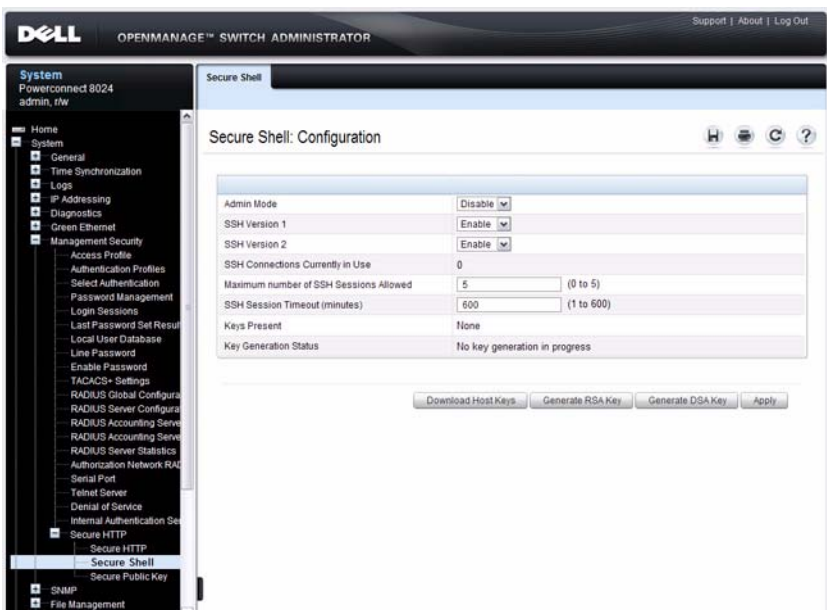 Support | About | Log Out
DELL
OPENMANAGE™ SWITCH ADMINISTRATOR
System
Powerconnect 8024
admin, r/w
Home
System
General
Time Synchronization
Logs
IP Addressing
Diagnostics
Green Ethernet
Management Security
Access Profile
Authentication Profiles
Select Authentication
Password Management
Login Sessions
Last Password Set Resul
Local User Database
Line Password
Enable Password
TACACS+ Settings
RADIUS Global Configura
RADIUS Server Configura
RADIUS Accounting Serve
RADIUS Accounting Serve
RADIUS Server Statistics
Authorization Network RAD
Serial Port
Telnet Server
Denial of Service
Internal Authentication Ser
Secure HTTP
Secure HTTP
Secure Shell
Secure Public Key
SNMP
File Management
Secure Shell
Secure Shell: Configuration
Admin Mode Disable
SSH Version 1 Enable
SSH Version 2 Enable
SSH Connections Currently in Use 0
Maximum number of SSH Sessions Allowed 5 (0 to 5)
SSH Session Timeout (minutes) 600 (1 to 600)
Keys Present None
Key Generation Status No key generation in progress
Download Host Keys Generate RSA Key Generate DSA Key Apply